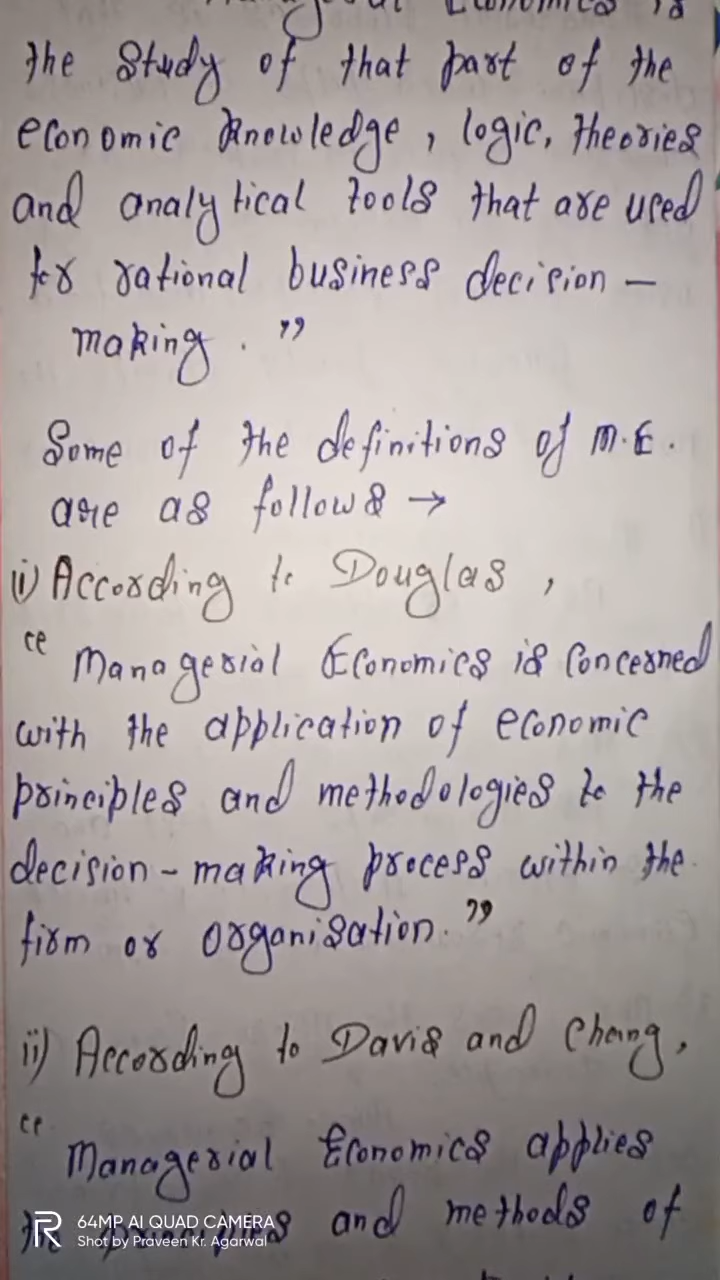 Economics is
the study of that part of the
economic knowledge, logic, theories
and analytical tools that are used
for rational business decision -
making. ”
Some of the definitions of M.E.
are as follows →
i) According to Douglas,
“ Managerial Economics is concerned
with the application of economic
principles and methodologies to the
decision - making process within the
firm or organisation. ”
ii) According to Davis and Chang,
“ Managerial Economics applies
the principles and methods of
64MP AI QUAD CAMERA
Shot by Praveen Kr. Agarwal